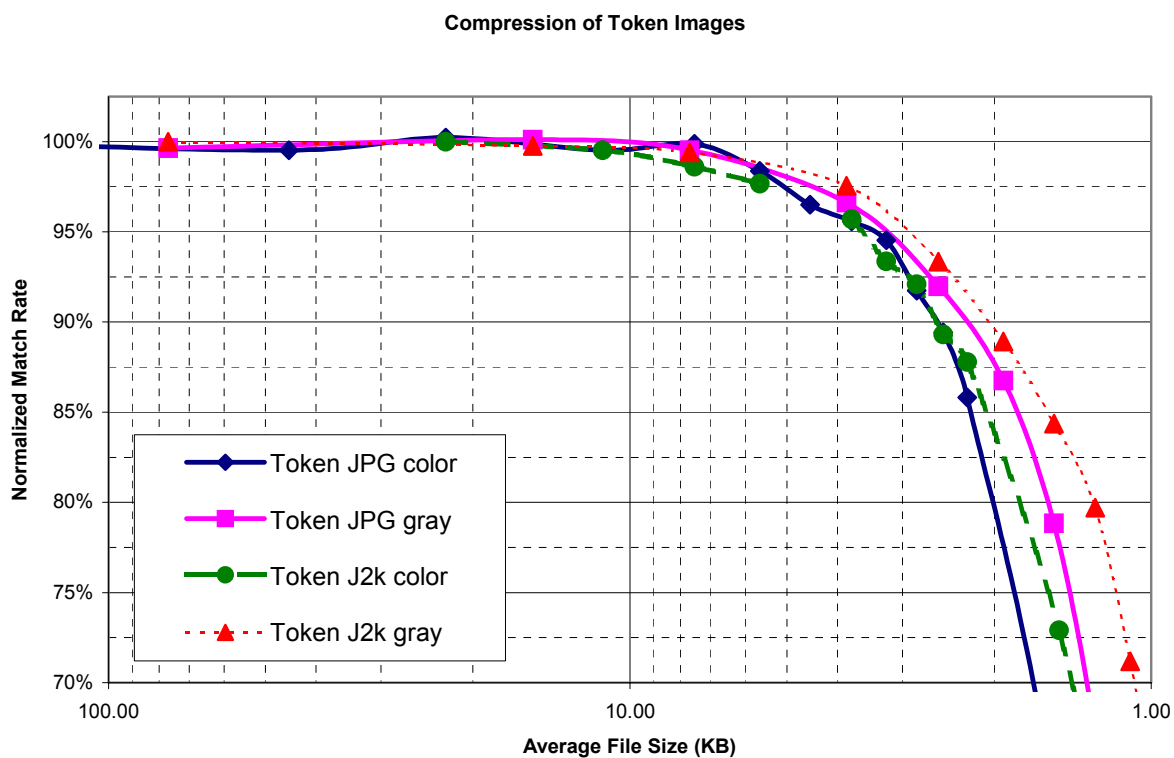 Compression of Token Images
Normalized Match Rate
100%
95%
90%
85%
80%
75%
70%
Token JPG color
Token JPG gray
Token J2k color
Token J2k gray
100.00 10.00 1.00
Average File Size (KB)